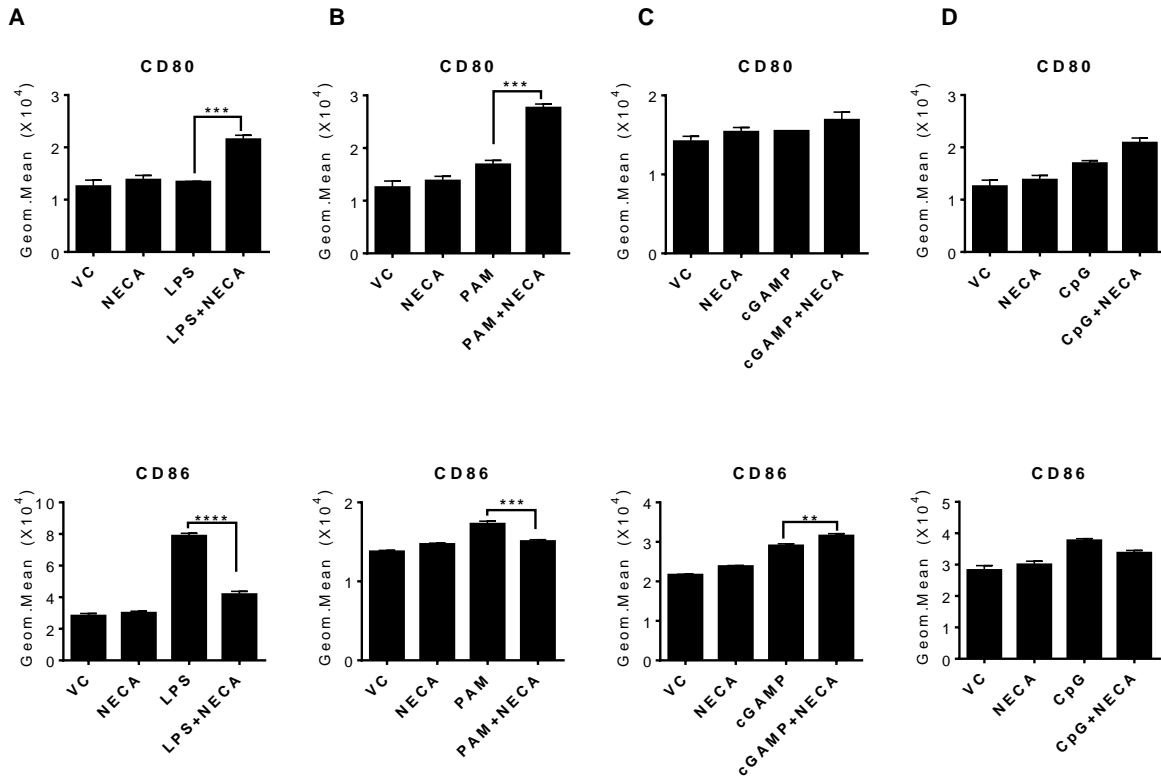 A
B
C
D
CD80
CD80
CD80
CD80
Geom.Mean (X10^4)
3
2
1
0
***
VC
NECA
LPS
LPS+NECA
Geom.Mean (X10^4)
3
2
1
0
***
VC
NECA
PAM
PAM+NECA
Geom.Mean (X10^4)
2
1
0
VC
NECA
cGAMP
cGAMP+NECA
Geom.Mean (X10^4)
3
2
1
0
VC
NECA
CpG
CpG+NECA
CD86
CD86
CD86
CD86
Geom.Mean (X10^4)
10
8
6
4
2
0
****
VC
NECA
LPS
LPS+NECA
Geom.Mean (X10^4)
2
1
0
***
VC
NECA
PAM
PAM+NECA
Geom.Mean (X10^4)
4
3
2
1
0
**
VC
NECA
cGAMP
cGAMP+NECA
Geom.Mean (X10^4)
5
4
3
2
1
0
VC
NECA
CpG
CpG+NECA